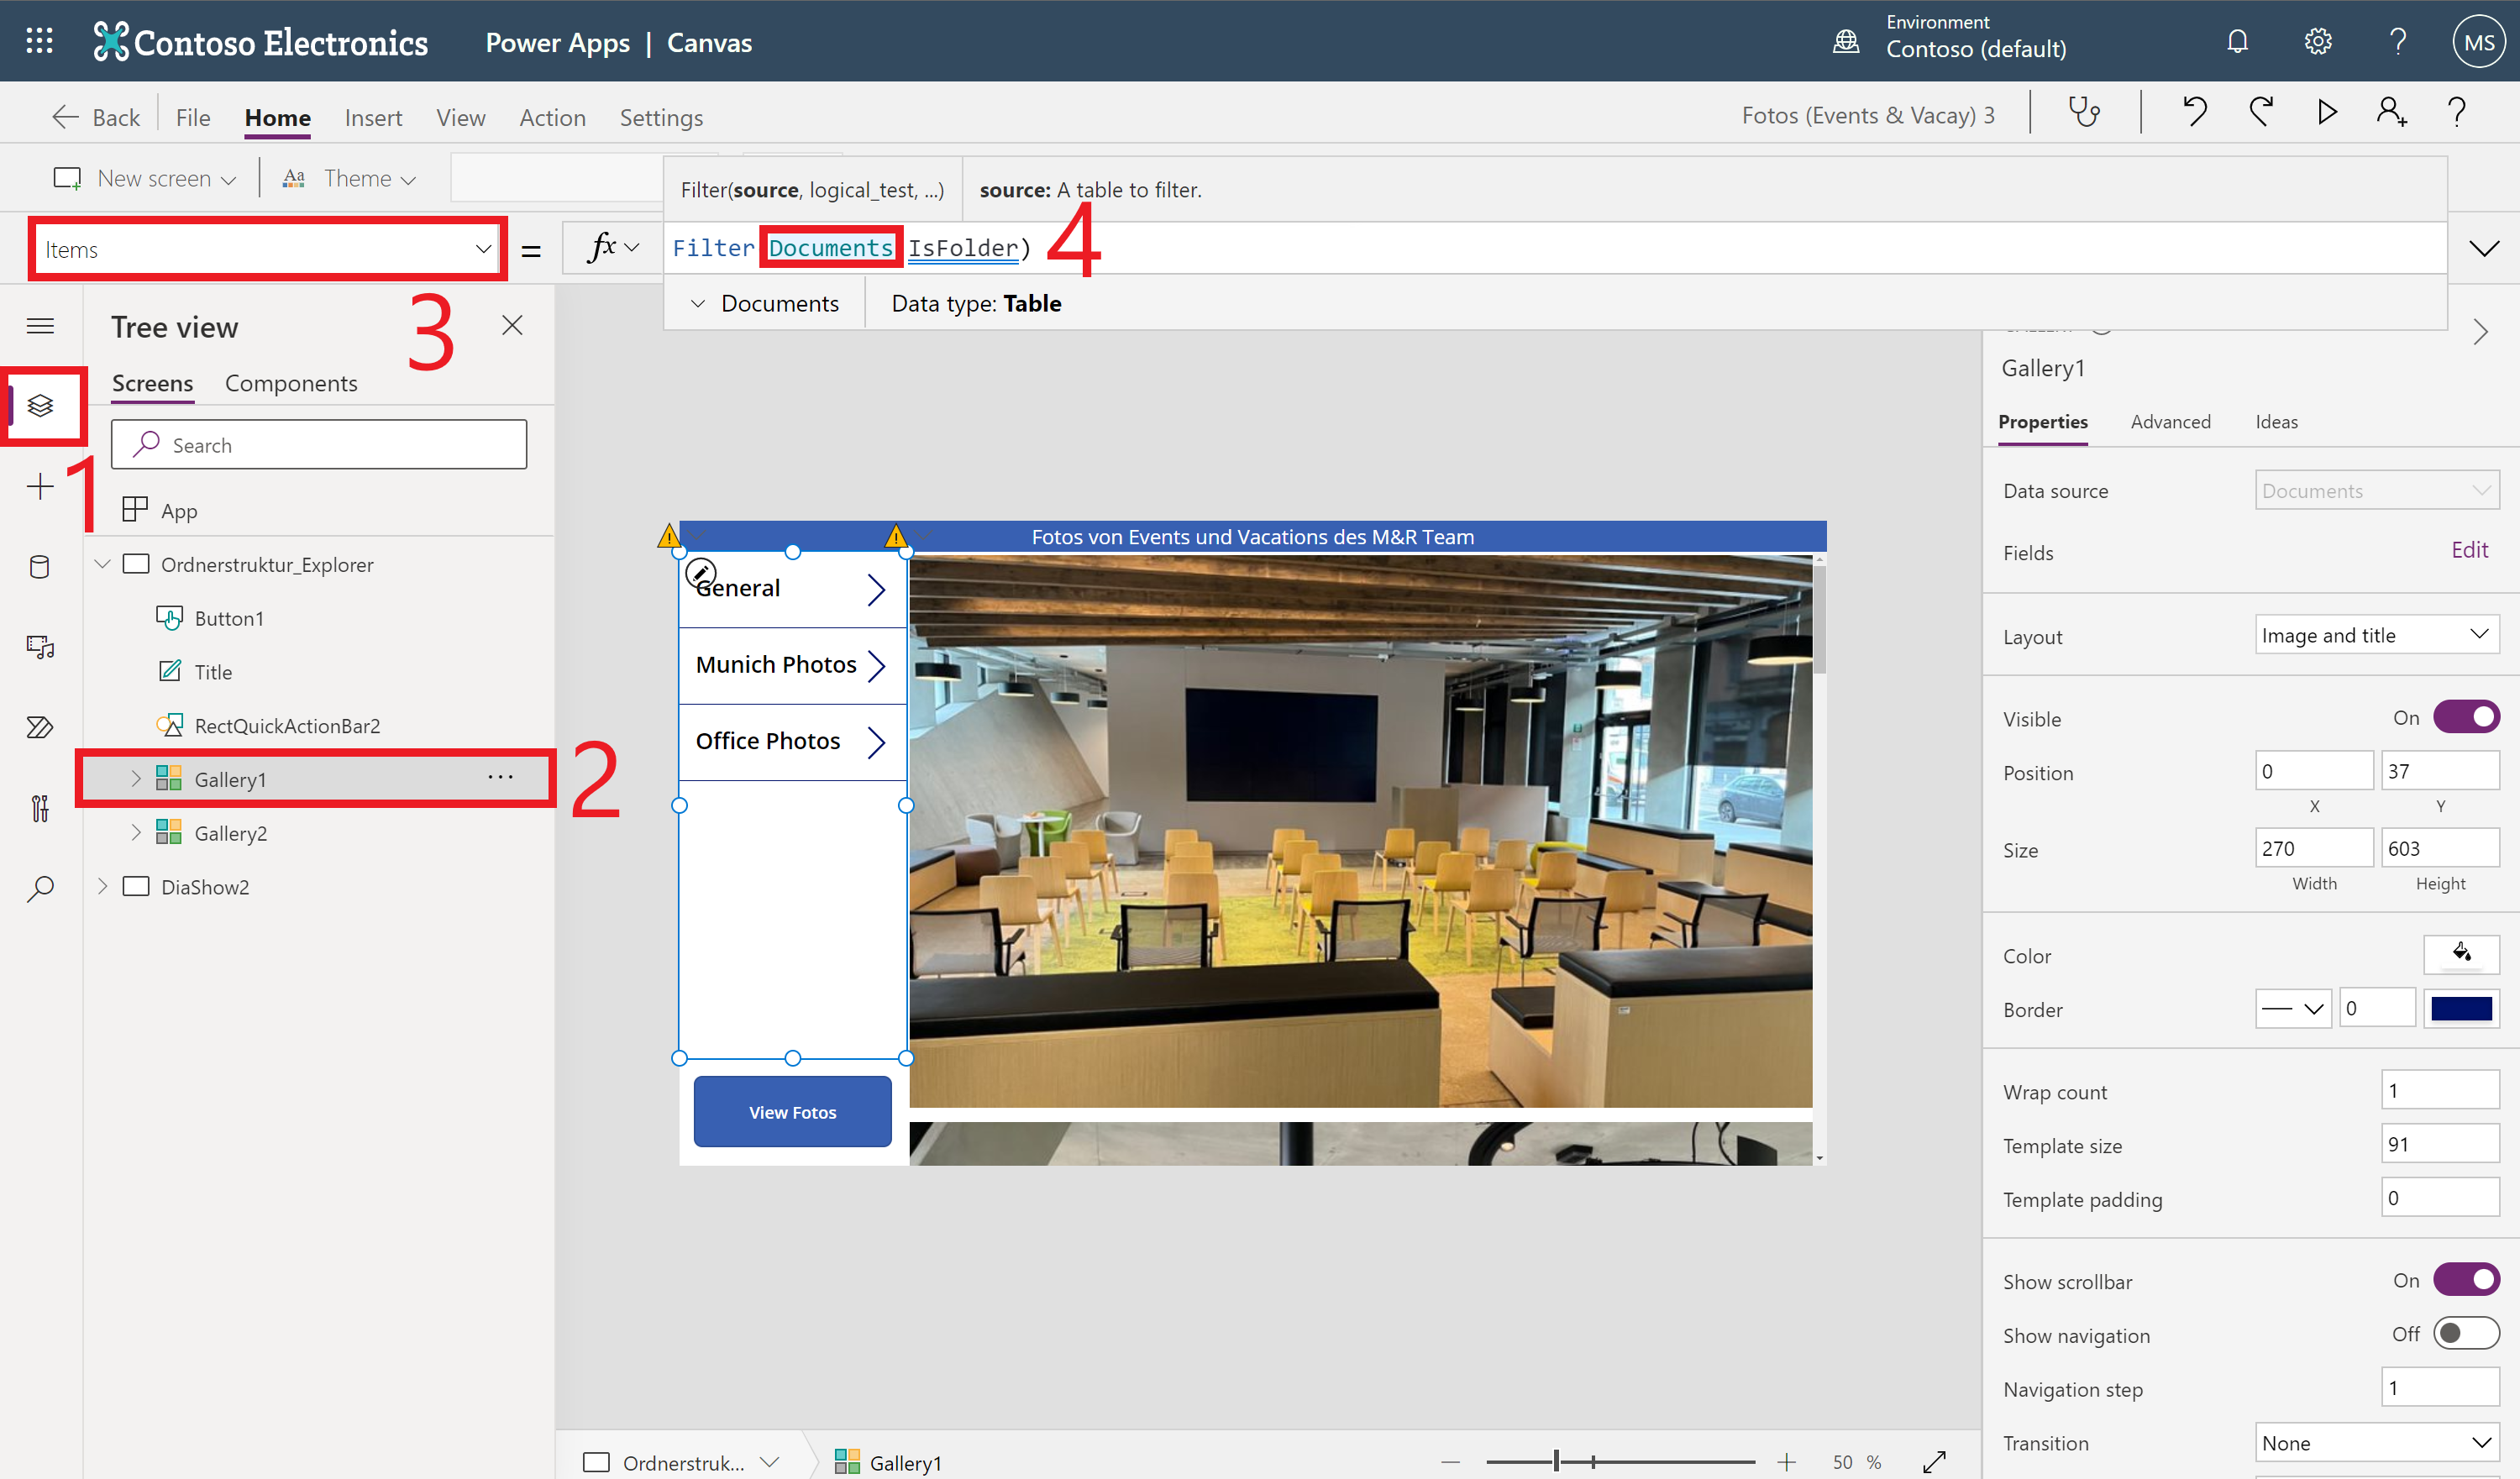 Contoso Electronics
Power Apps | Canvas
Environment
Contoso (default)
MS
Back
File
Home
Insert
View
Action
Settings
Fotos (Events & Vacay) 3
New screen
Theme
Filter(source, logical_test, ...)
source: A table to filter.
Items
=
fx
Filter Documents IsFolder)
4
Documents
Data type: Table
3
Tree view
Screens
Components
Search
1
App
Ordnerstruktur_Explorer
Button1
Title
RectQuickActionBar2
Gallery1
...
2
Gallery2
DiaShow2
Fotos von Events und Vacations des M&R Team
General
Munich Photos
Office Photos
View Fotos
Gallery1
Properties
Advanced
Ideas
Data source
Documents
Fields
Edit
Layout
Image and title
Visible
On
Position
0
37
X
Y
Size
270
603
Width
Height
Color
Border
0
Wrap count
1
Template size
91
Template padding
0
Show scrollbar
On
Show navigation
Off
Navigation step
1
Transition
None
Ordnerstruk...
Gallery1
50 %